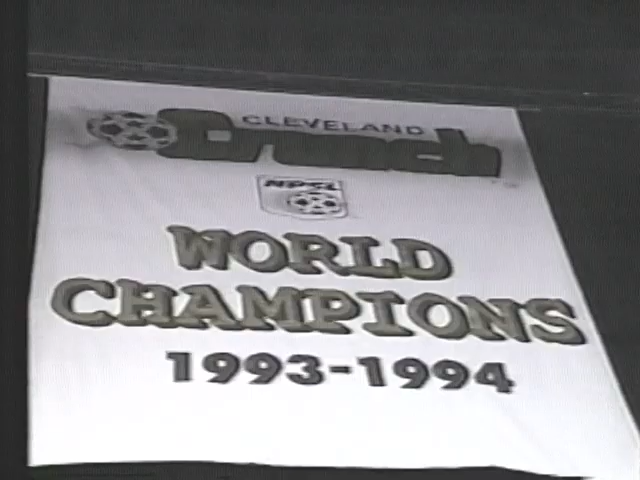 CLEVELAND
Crunch
NPSL
WORLD
CHAMPIONS
1993-1994